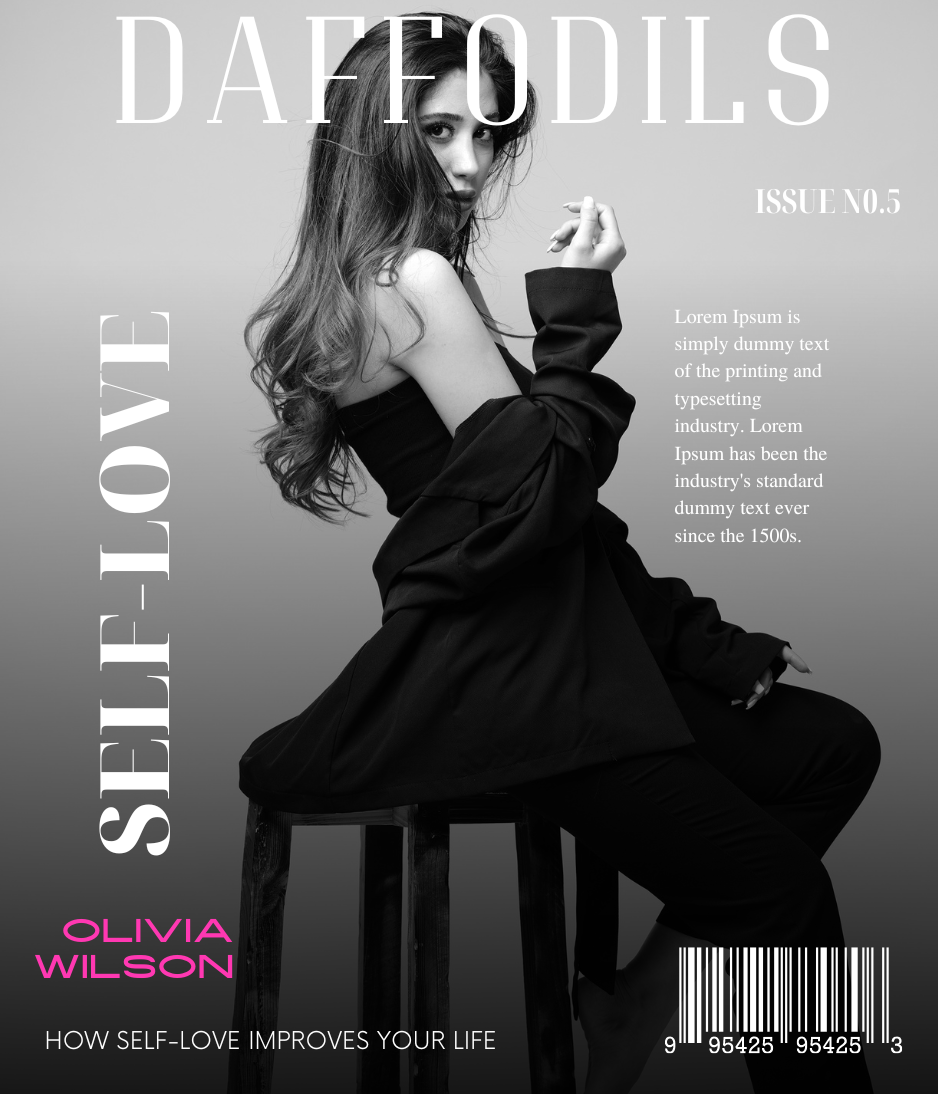 DAFFODILS
ISSUE N0.5
SELF-LOVE
Lorem Ipsum is
simply dummy text
of the printing and
typesetting
industry. Lorem
Ipsum has been the
industry's standard
dummy text ever
since the 1500s.
OLIVIA
WILSON
HOW SELF-LOVE IMPROVES YOUR LIFE
9 95425 95425 3